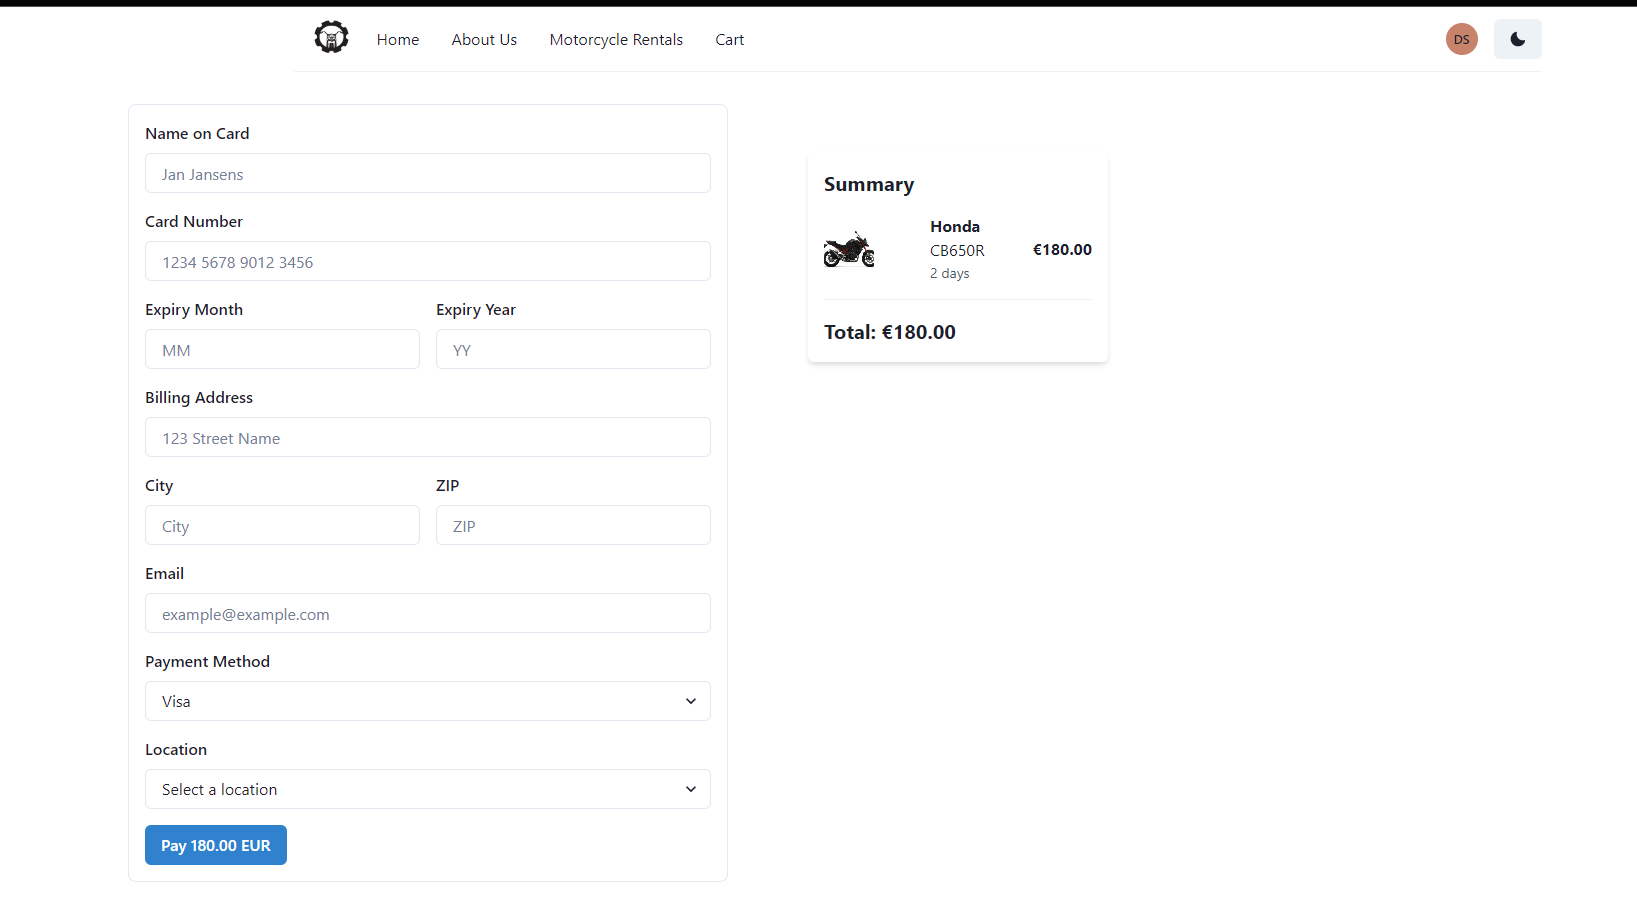 Home
About Us
Motorcycle Rentals
Cart
DS
Name on Card
Jan Jansens
Card Number
1234 5678 9012 3456
Expiry Month
Expiry Year
MM
YY
Billing Address
123 Street Name
City
ZIP
City
ZIP
Email
example@example.com
Payment Method
Visa
Location
Select a location
Pay 180.00 EUR
Summary
Honda
CB650R
2 days
€180.00
Total: €180.00